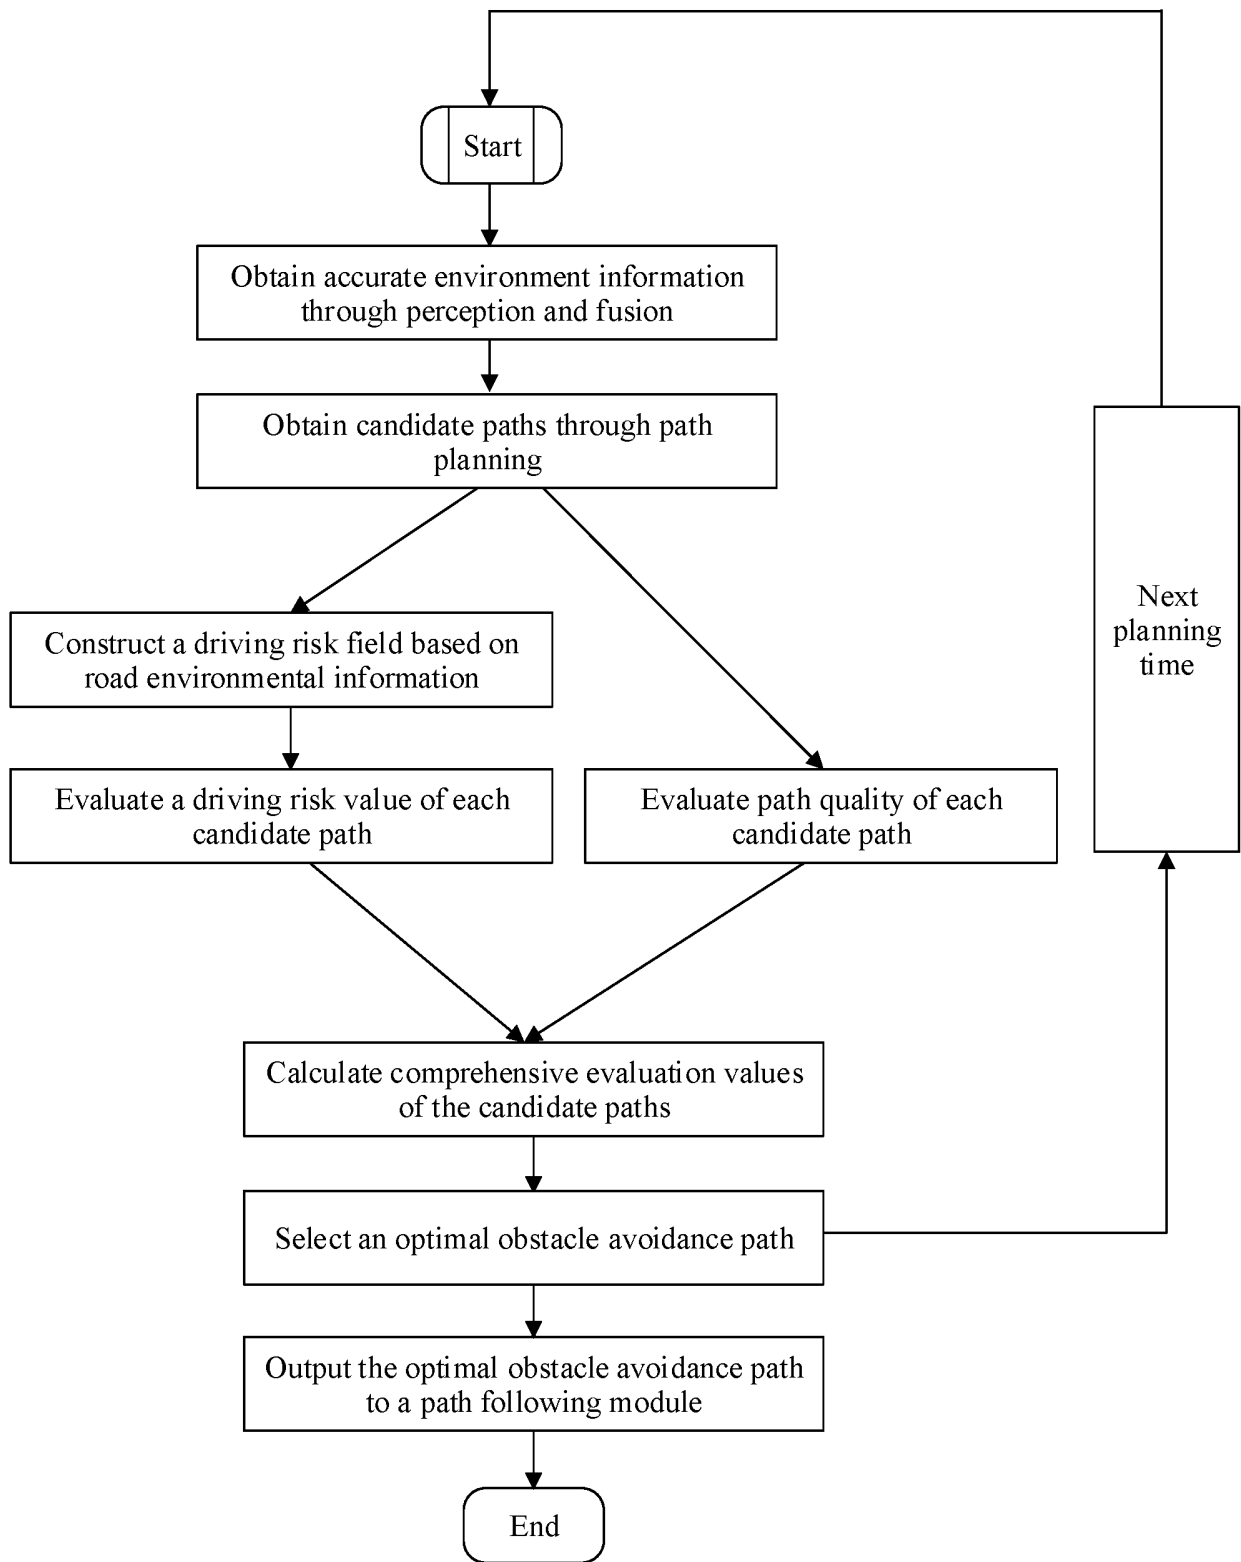 Start
Obtain accurate environment information
through perception and fusion
Obtain candidate paths through path
planning
Construct a driving risk field based on
road environmental information
Evaluate a driving risk value of each
candidate path
Evaluate path quality of each
candidate path
Next
planning
time
Calculate comprehensive evaluation values
of the candidate paths
Select an optimal obstacle avoidance path
Output the optimal obstacle avoidance path
to a path following module
End